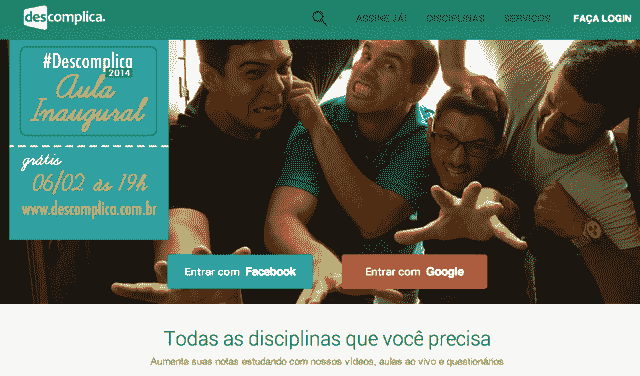 descomplica.
ASSINE JÁ!
DISCIPLINAS
SERVIÇOS
FAÇA LOGIN
#Descomplica
2014
Aula
Inaugural
grátis
06/02 às 19h
www.descomplica.com.br
Entrar com Facebook
Entrar com Google
Todas as disciplinas que você precisa
Aumente suas notas estudando com nossos vídeos, aulas ao vivo e questionários